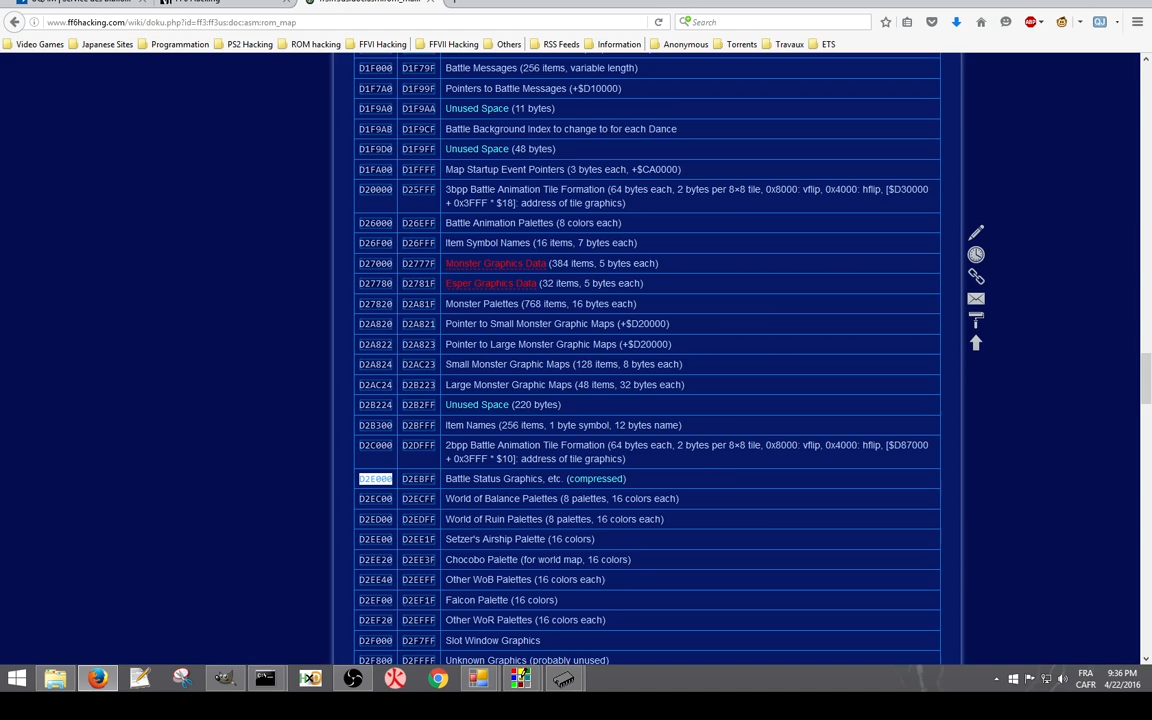 www.ff6hacking.com/wiki/doku.php?id=ff3:ff3us:doc:asm:rom_map
Search
Video Games Japanese Sites Programmation PS2 Hacking ROM hacking FFVI Hacking FFVII Hacking Others RSS Feeds Information Anonymous Torrents Travaux ETS
D1F000 D1F79F Battle Messages (256 items, variable length)
D1F7A0 D1F99F Pointers to Battle Messages (+$D10000)
D1F9A0 D1F9AA Unused Space (11 bytes)
D1F9AB D1F9CF Battle Background Index to change to for each Dance
D1F9D0 D1F9FF Unused Space (48 bytes)
D1FA00 D1FFFF Map Startup Event Pointers (3 bytes each, +$CA0000)
D20000 D25FFF 3bpp Battle Animation Tile Formation (64 bytes each, 2 bytes per 8×8 tile, 0x8000: vflip, 0x4000: hflip, [$D30000
+ 0x3FFF * $18]: address of tile graphics)
D26000 D26EFF Battle Animation Palettes (8 colors each)
D26F00 D26FFF Item Symbol Names (16 items, 7 bytes each)
D27000 D2777F Monster Graphics Data (384 items, 5 bytes each)
D27780 D2781F Esper Graphics Data (32 items, 5 bytes each)
D27820 D2A81F Monster Palettes (768 items, 16 bytes each)
D2A820 D2A821 Pointer to Small Monster Graphic Maps (+$D20000)
D2A822 D2A823 Pointer to Large Monster Graphic Maps (+$D20000)
D2A824 D2AC23 Small Monster Graphic Maps (128 items, 8 bytes each)
D2AC24 D2B223 Large Monster Graphic Maps (48 items, 32 bytes each)
D2B224 D2B2FF Unused Space (220 bytes)
D2B300 D2BFFF Item Names (256 items, 1 byte symbol, 12 bytes name)
D2C000 D2DFFF 2bpp Battle Animation Tile Formation (64 bytes each, 2 bytes per 8×8 tile, 0x8000: vflip, 0x4000: hflip, [$D87000
+ 0x3FFF * $10]: address of tile graphics)
D2E000 D2EBFF Battle Status Graphics, etc. (compressed)
D2EC00 D2ECFF World of Balance Palettes (8 palettes, 16 colors each)
D2ED00 D2EDFF World of Ruin Palettes (8 palettes, 16 colors each)
D2EE00 D2EE1F Setzer's Airship Palette (16 colors)
D2EE20 D2EE3F Chocobo Palette (for world map, 16 colors)
D2EE40 D2EEFF Other WoB Palettes (16 colors each)
D2EF00 D2EF1F Falcon Palette (16 colors)
D2EF20 D2EFFF Other WoR Palettes (16 colors each)
D2F000 D2F7FF Slot Window Graphics
D2F800 D2FFFF Unknown Graphics (probably unused)
FRA 9:36 PM
CAFR 4/22/2016